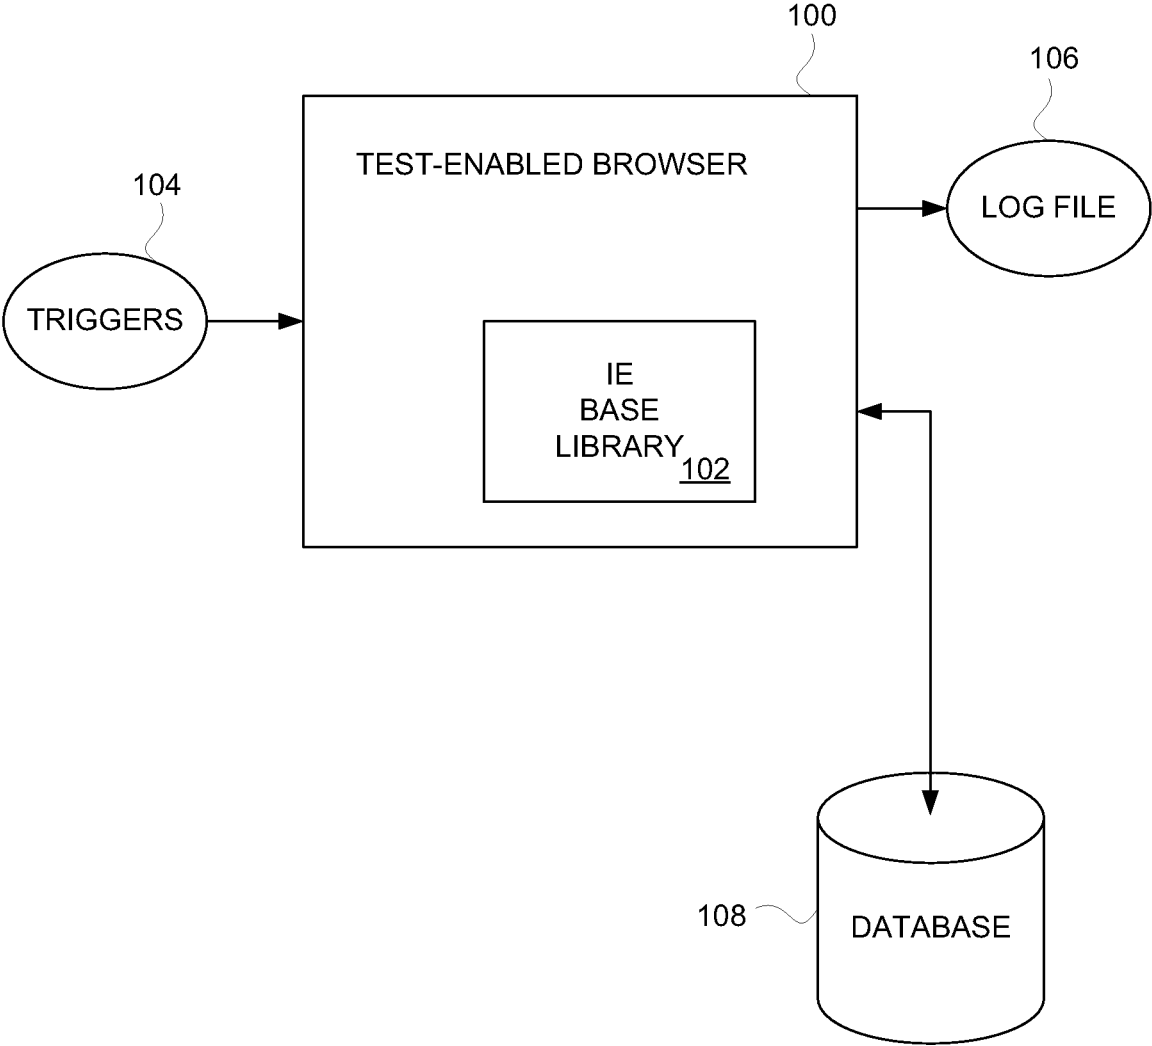 100
106
TEST-ENABLED BROWSER
104
LOG FILE
TRIGGERS
IE
BASE
LIBRARY
102
108
DATABASE